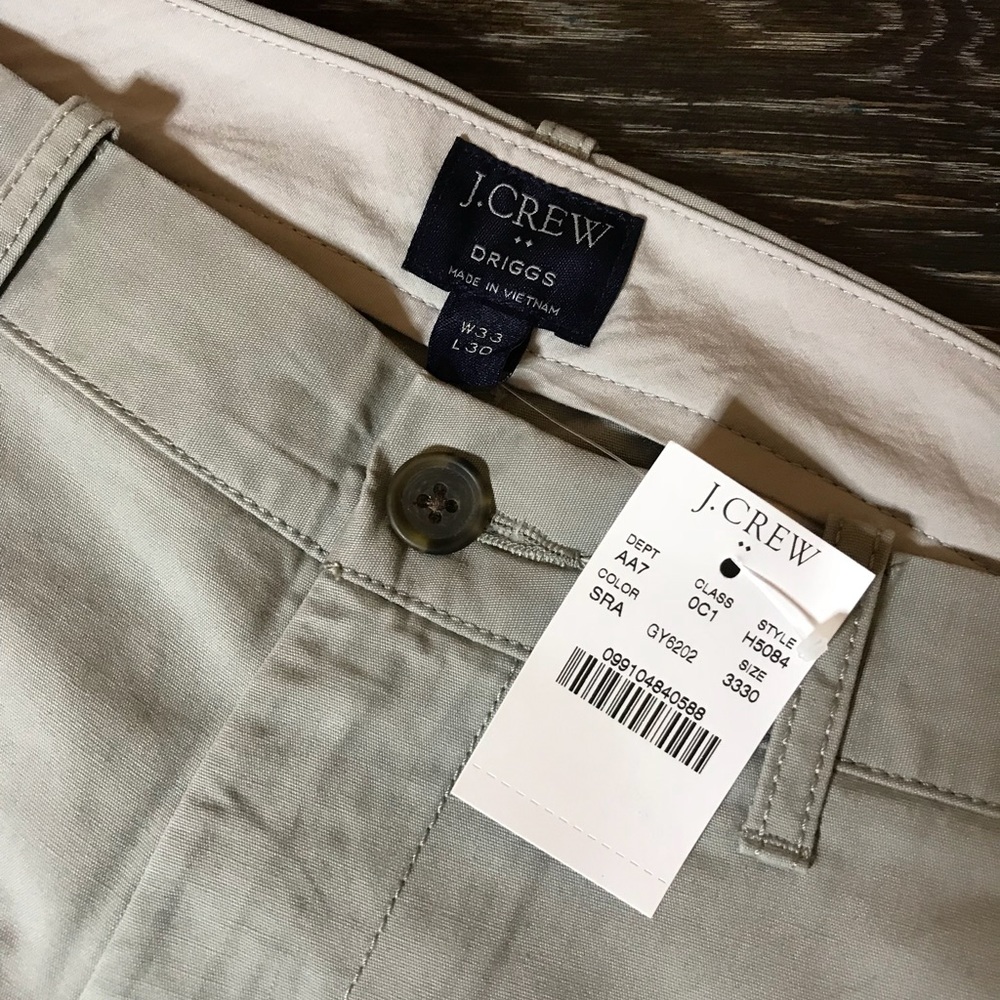 J.CREW
DRIGGS
MADE IN VIETNAM
W33
L30
J.CREW
DEPT CLASS STYLE
AA7 0C1 H5084
COLOR SIZE
SRA GY6202 3330
099104840588